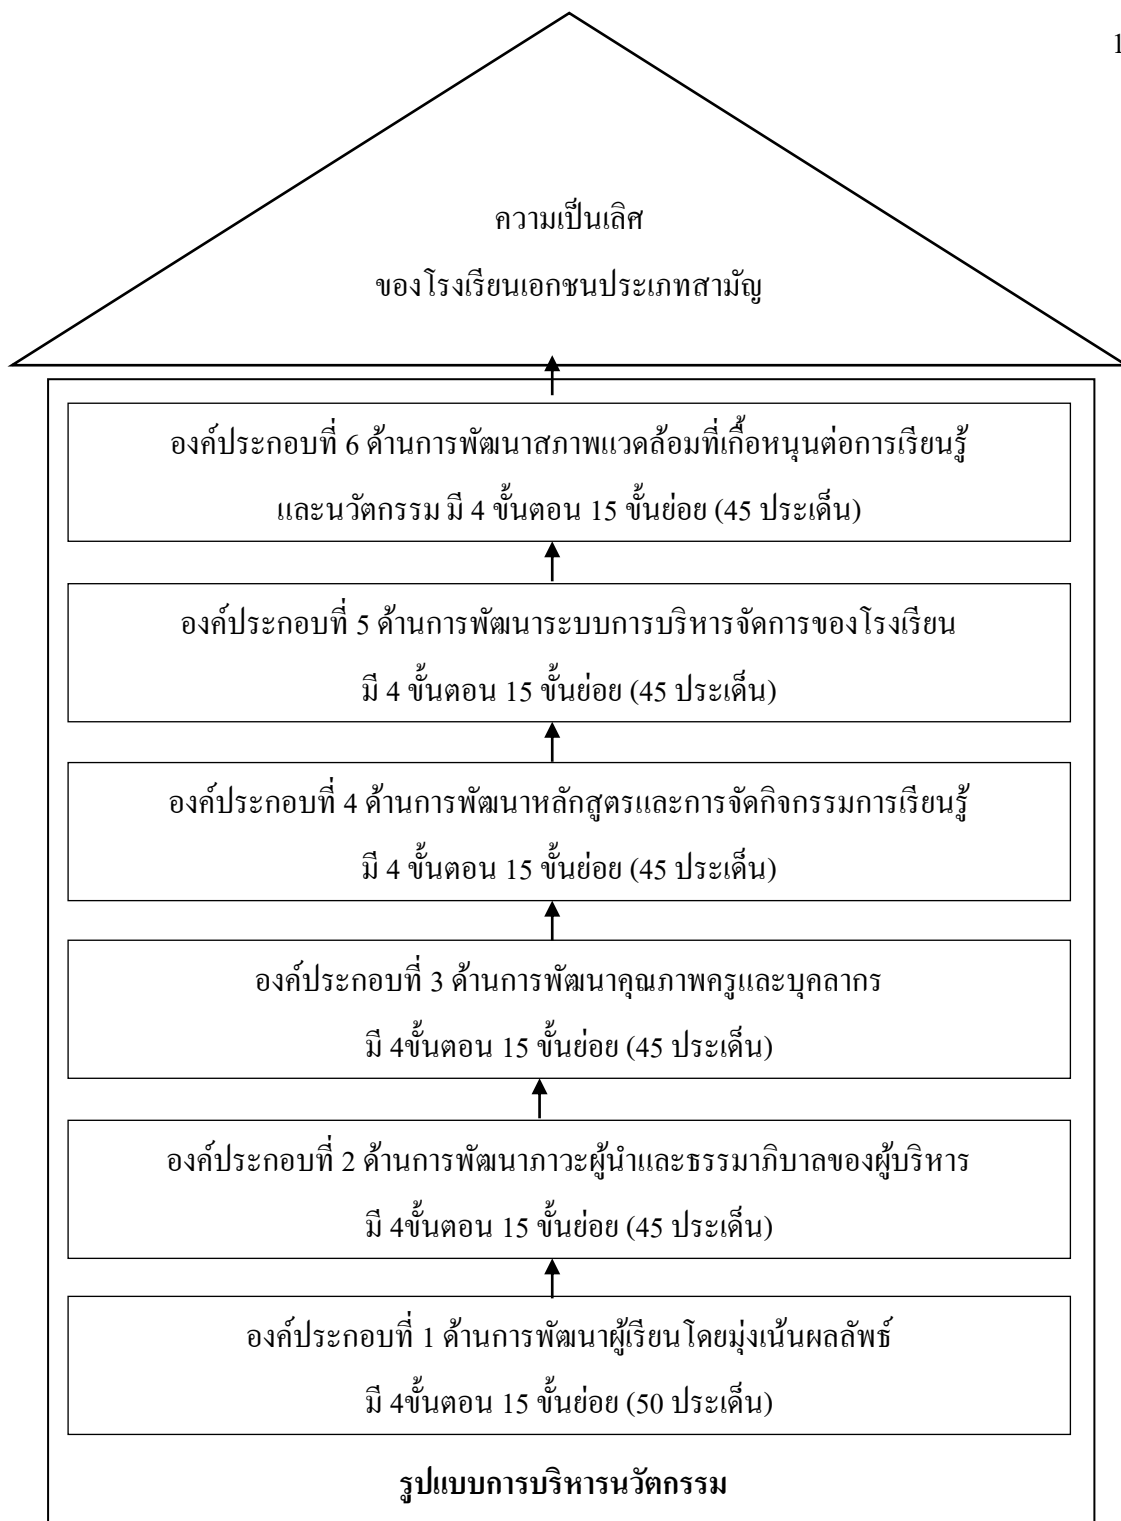 1
ความเป็นเลิศ
ของโรงเรียนเอกชนประเภทสามัญ
องค์ประกอบที่ 6 ด้านการพัฒนาสภาพแวดล้อมที่เกื้อหนุนต่อการเรียนรู้
และนวัตกรรม มี 4 ขั้นตอน 15 ขั้นย่อย (45 ประเด็น)
องค์ประกอบที่ 5 ด้านการพัฒนาระบบการบริหารจัดการของโรงเรียน
มี 4 ขั้นตอน 15 ขั้นย่อย (45 ประเด็น)
องค์ประกอบที่ 4 ด้านการพัฒนาหลักสูตรและการจัดกิจกรรมการเรียนรู้
มี 4 ขั้นตอน 15 ขั้นย่อย (45 ประเด็น)
องค์ประกอบที่ 3 ด้านการพัฒนาคุณภาพครูและบุคลากร
มี 4ขั้นตอน 15 ขั้นย่อย (45 ประเด็น)
องค์ประกอบที่ 2 ด้านการพัฒนาภาวะผู้นำและธรรมาภิบาลของผู้บริหาร
มี 4ขั้นตอน 15 ขั้นย่อย (45 ประเด็น)
องค์ประกอบที่ 1 ด้านการพัฒนาผู้เรียนโดยมุ่งเน้นผลลัพธ์
มี 4ขั้นตอน 15 ขั้นย่อย (50 ประเด็น)
รูปแบบการบริหารนวัตกรรม